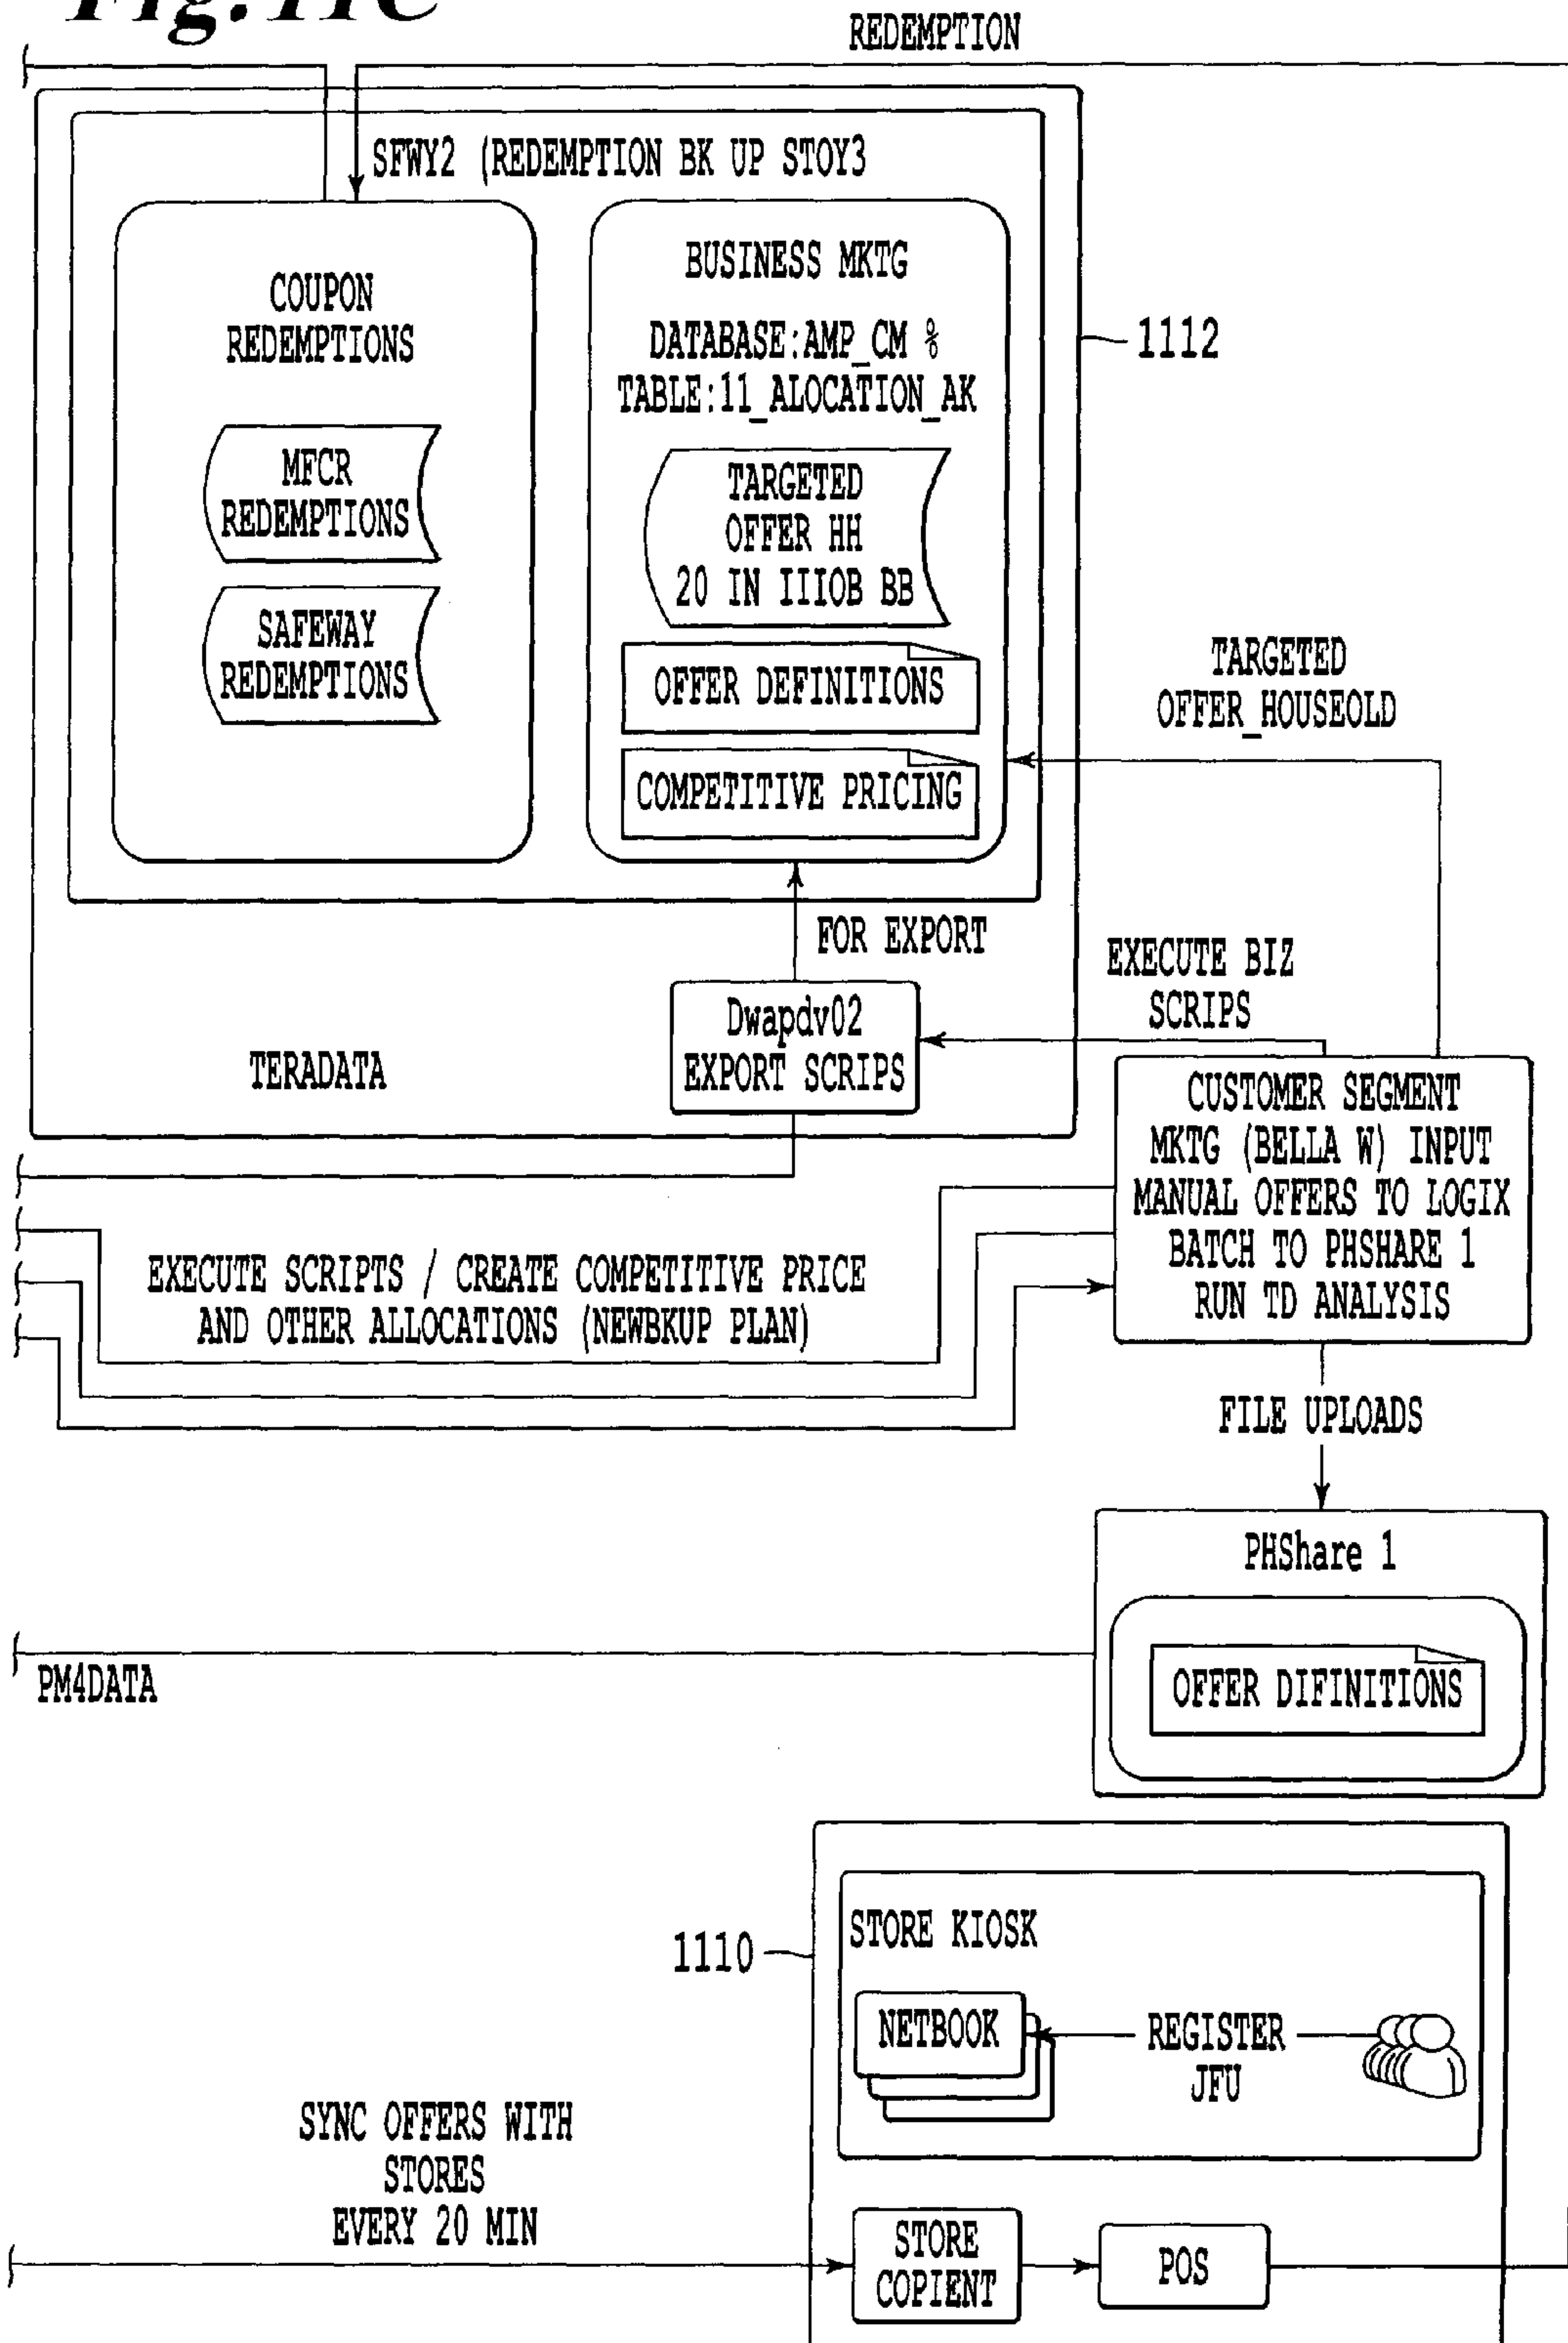 Fig. 11C
REDEMPTION
SFWY2 (REDEMPTION BK UP STOY3
COUPON
REDEMPTIONS
MFCR
REDEMPTIONS
SAFEWAY
REDEMPTIONS
BUSINESS MKTG
DATABASE:AMP_CM %
TABLE:11_ALOCATION_AK
TARGETED
OFFER HH
20 IN IIIOB BB
OFFER DEFINITIONS
COMPETITIVE PRICING
1112
TARGETED
OFFER_HOUSEOLD
FOR EXPORT
EXECUTE BIZ
SCRIPS
Dwapdv02
EXPORT SCRIPS
TERADATA
CUSTOMER SEGMENT
MKTG (BELLA W) INPUT
MANUAL OFFERS TO LOGIX
BATCH TO PHSHARE 1
RUN TD ANALYSIS
EXECUTE SCRIPTS / CREATE COMPETITIVE PRICE
AND OTHER ALLOCATIONS (NEWBKUP PLAN)
FILE UPLOADS
PHShare 1
OFFER DIFINITIONS
PM4DATA
1110
STORE KIOSK
NETBOOK
REGISTER
JFU
SYNC OFFERS WITH
STORES
EVERY 20 MIN
STORE
COPIENT
POS